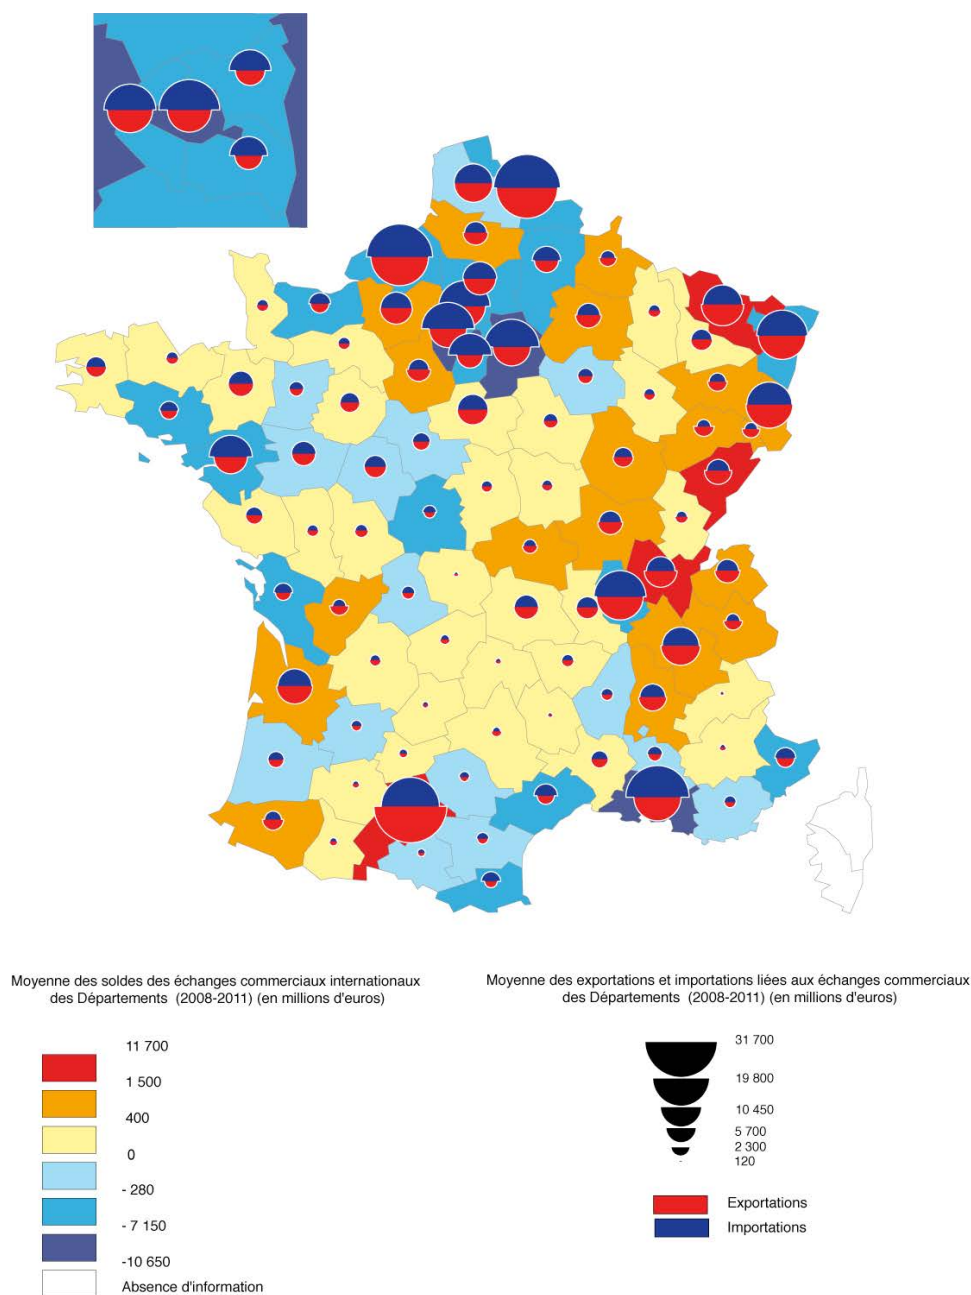 Moyenne des soldes des échanges commerciaux internationaux
des Départements (2008-2011) (en millions d'euros)
11 700
1 500
400
0
- 280
- 7 150
-10 650
Absence d'information
Moyenne des exportations et importations liées aux échanges commerciaux
des Départements (2008-2011) (en millions d'euros)
31 700
19 800
10 450
5 700
2 300
120
Exportations
Importations